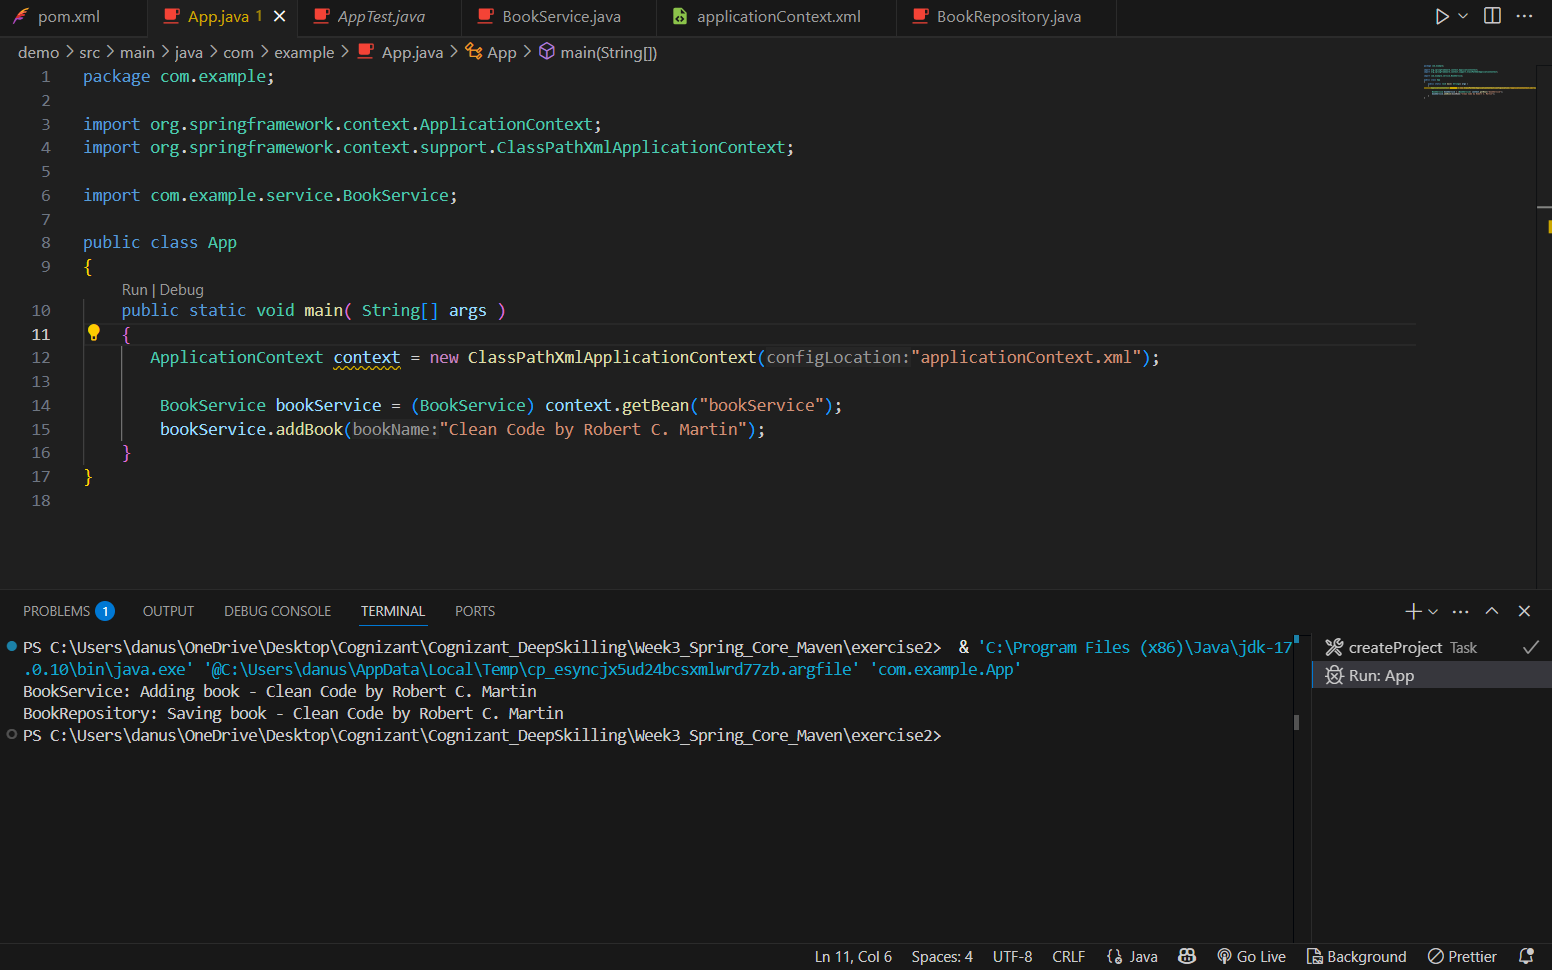 pom.xml
App.java 1
AppTest.java
BookService.java
applicationContext.xml
BookRepository.java
demo > src > main > java > com > example > App.java > App > main(String[])
1 package com.example;
2
3 import org.springframework.context.ApplicationContext;
4 import org.springframework.context.support.ClassPathXmlApplicationContext;
5
6 import com.example.service.BookService;
7
8 public class App
9 {
Run | Debug
10 public static void main( String[] args )
11 {
12 ApplicationContext context = new ClassPathXmlApplicationContext(configLocation:"applicationContext.xml");
13
14 BookService bookService = (BookService) context.getBean("bookService");
15 bookService.addBook(bookName:"Clean Code by Robert C. Martin");
16 }
17 }
18
PROBLEMS 1 OUTPUT DEBUG CONSOLE TERMINAL PORTS
PS C:\Users\danus\OneDrive\Desktop\Cognizant\Cognizant_DeepSkilling\Week3_Spring_Core_Maven\exercise2> & 'C:\Program Files (x86)\Java\jdk-17
.0.10\bin\java.exe' '@C:\Users\danus\AppData\Local\Temp\cp_esyncjx5ud24bcsxmlwrd77zb.argfile' 'com.example.App'
BookService: Adding book - Clean Code by Robert C. Martin
BookRepository: Saving book - Clean Code by Robert C. Martin
PS C:\Users\danus\OneDrive\Desktop\Cognizant\Cognizant_DeepSkilling\Week3_Spring_Core_Maven\exercise2>
createProject Task
Run: App
Ln 11, Col 6 Spaces: 4 UTF-8 CRLF Java Go Live Background Prettier